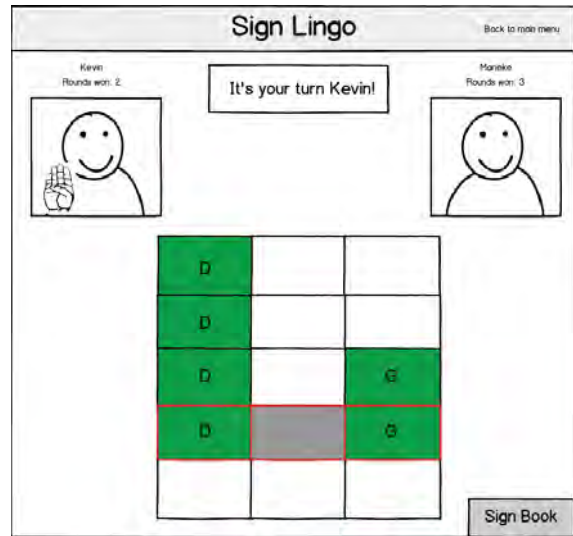 Sign Lingo
Back to main menu
Kevin
Rounds won: 2
It's your turn Kevin!
Marieke
Rounds won: 3
D
D
D G
D G
Sign Book